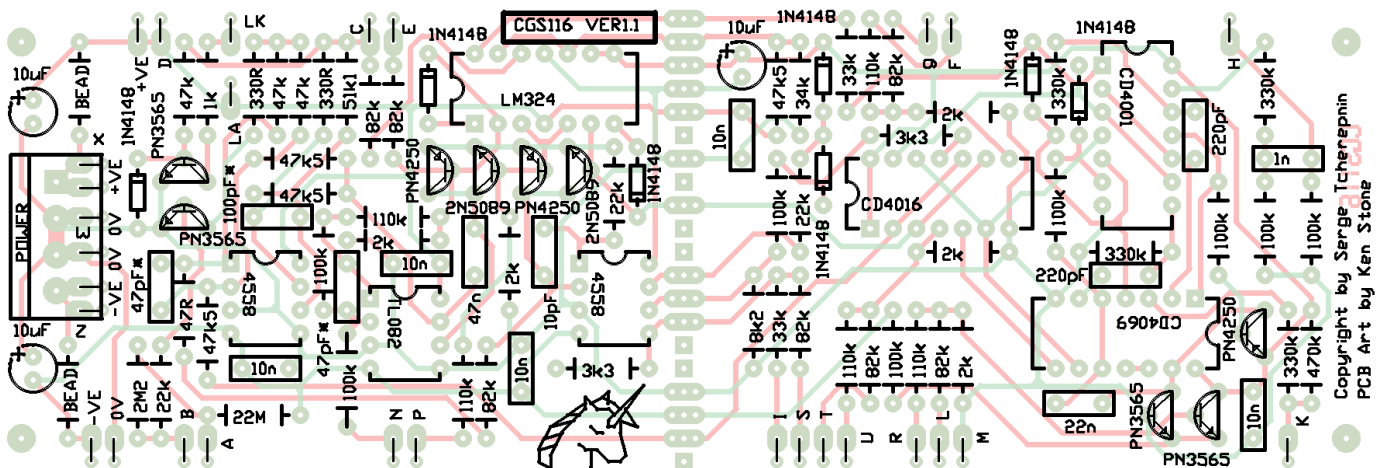 CGS116 VER1.1
10uF
BEAD
1N4148
+VE
PN3565
D
47k
1k
LK
LA
330R
47k
47k
330R
51k1
C
E
82k
82k
1N4148
LM324
10uF
10n
1N4148
47k5
34k
33k
110k
82k
g
F
2k
3k3
1N4148
330k
1N4148
CD4001
220pF
H
330k
1n
POWER
X
+VE
0V
0V
-VE
Z
PN3565
100pF*
47k5
47k5
110k
2k
10n
PN4250
2N5089
PN4250
2N5089
22k
1N4148
100k
22k
1N4148
CD4016
2k
100k
330k
220pF
100k
100k
100k
47pF*
47R
47k5
4558
100k
47pF*
TL082
47n
2k
10pF
4558
8k2
33k
82k
CD4069
PN4250
330k
470k
10uF
BEAD
-VE
0V
2M2
22k
B
A
10n
22M
100k
N
P
110k
82k
10n
3k3
I
S
T
U
R
L
M
110k
82k
100k
110k
82k
2k
22n
PN3565
PN3565
10n
K
Copyright by Serge Tcherepnin
PCB Art by Ken Stone